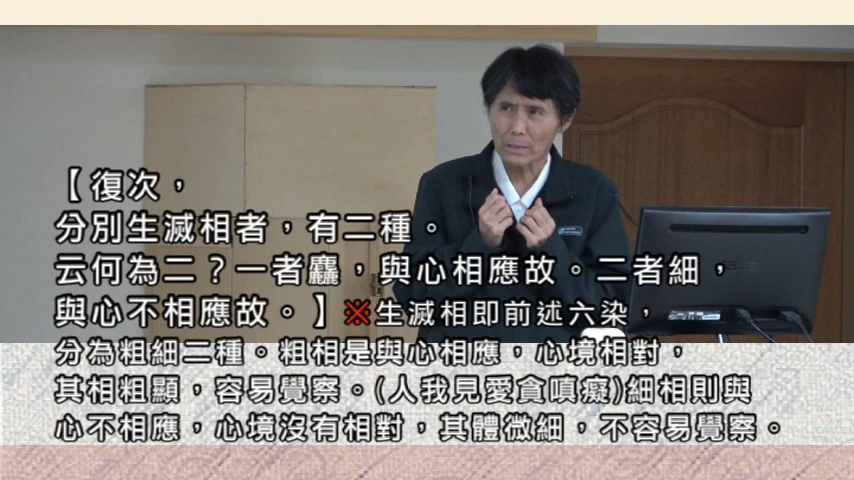 【復次，
分別生滅相者，有二種。
云何為二？一者麤，與心相應故。二者細，
與心不相應故。】※生滅相即前述六染，
分為粗細二種。粗相是與心相應，心境相對，
其相粗顯，容易覺察。(人我見愛貪嗔癡)細相則與
心不相應，心境沒有相對，其體微細，不容易覺察。